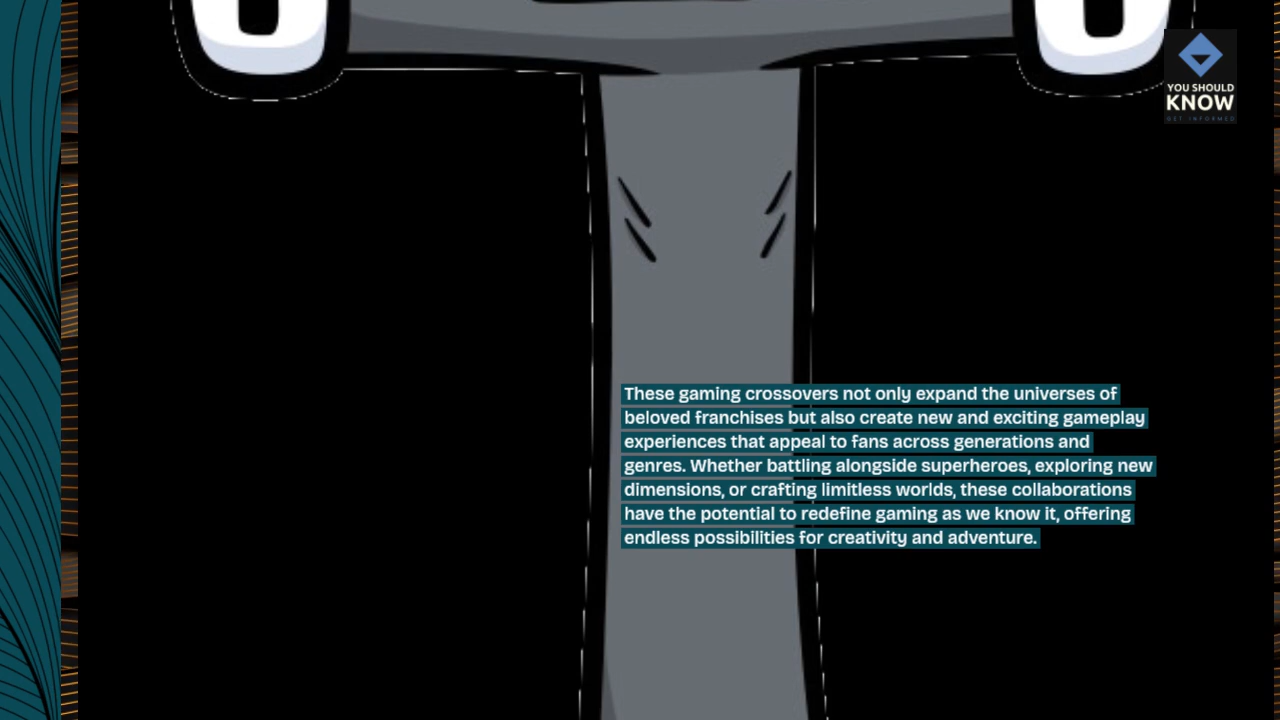 YOU SHOULD
KNOW
GET INFORMED
These gaming crossovers not only expand the universes of
beloved franchises but also create new and exciting gameplay
experiences that appeal to fans across generations and
genres. Whether battling alongside superheroes, exploring new
dimensions, or crafting limitless worlds, these collaborations
have the potential to redefine gaming as we know it, offering
endless possibilities for creativity and adventure.